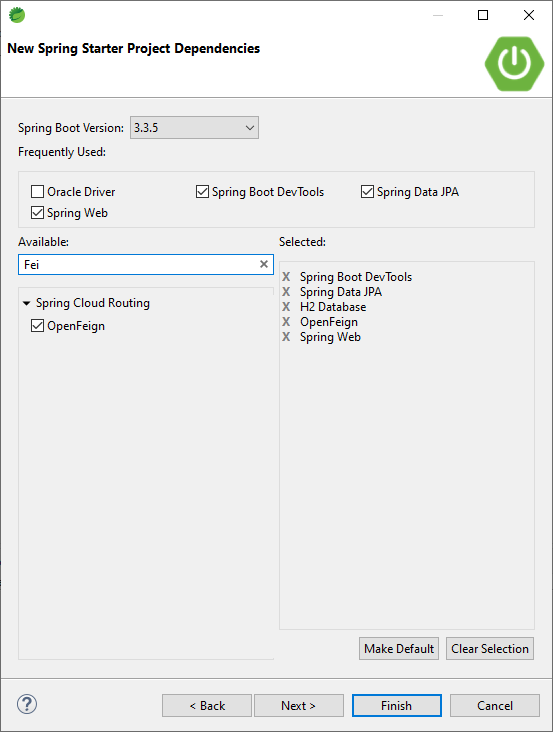 New Spring Starter Project Dependencies
Spring Boot Version: 3.3.5
Frequently Used:
Oracle Driver Spring Boot DevTools Spring Data JPA
Spring Web
Available: Selected:
Fei
Spring Cloud Routing
OpenFeign
X Spring Boot DevTools
X Spring Data JPA
X H2 Database
X OpenFeign
X Spring Web
Make Default Clear Selection
? < Back Next > Finish Cancel